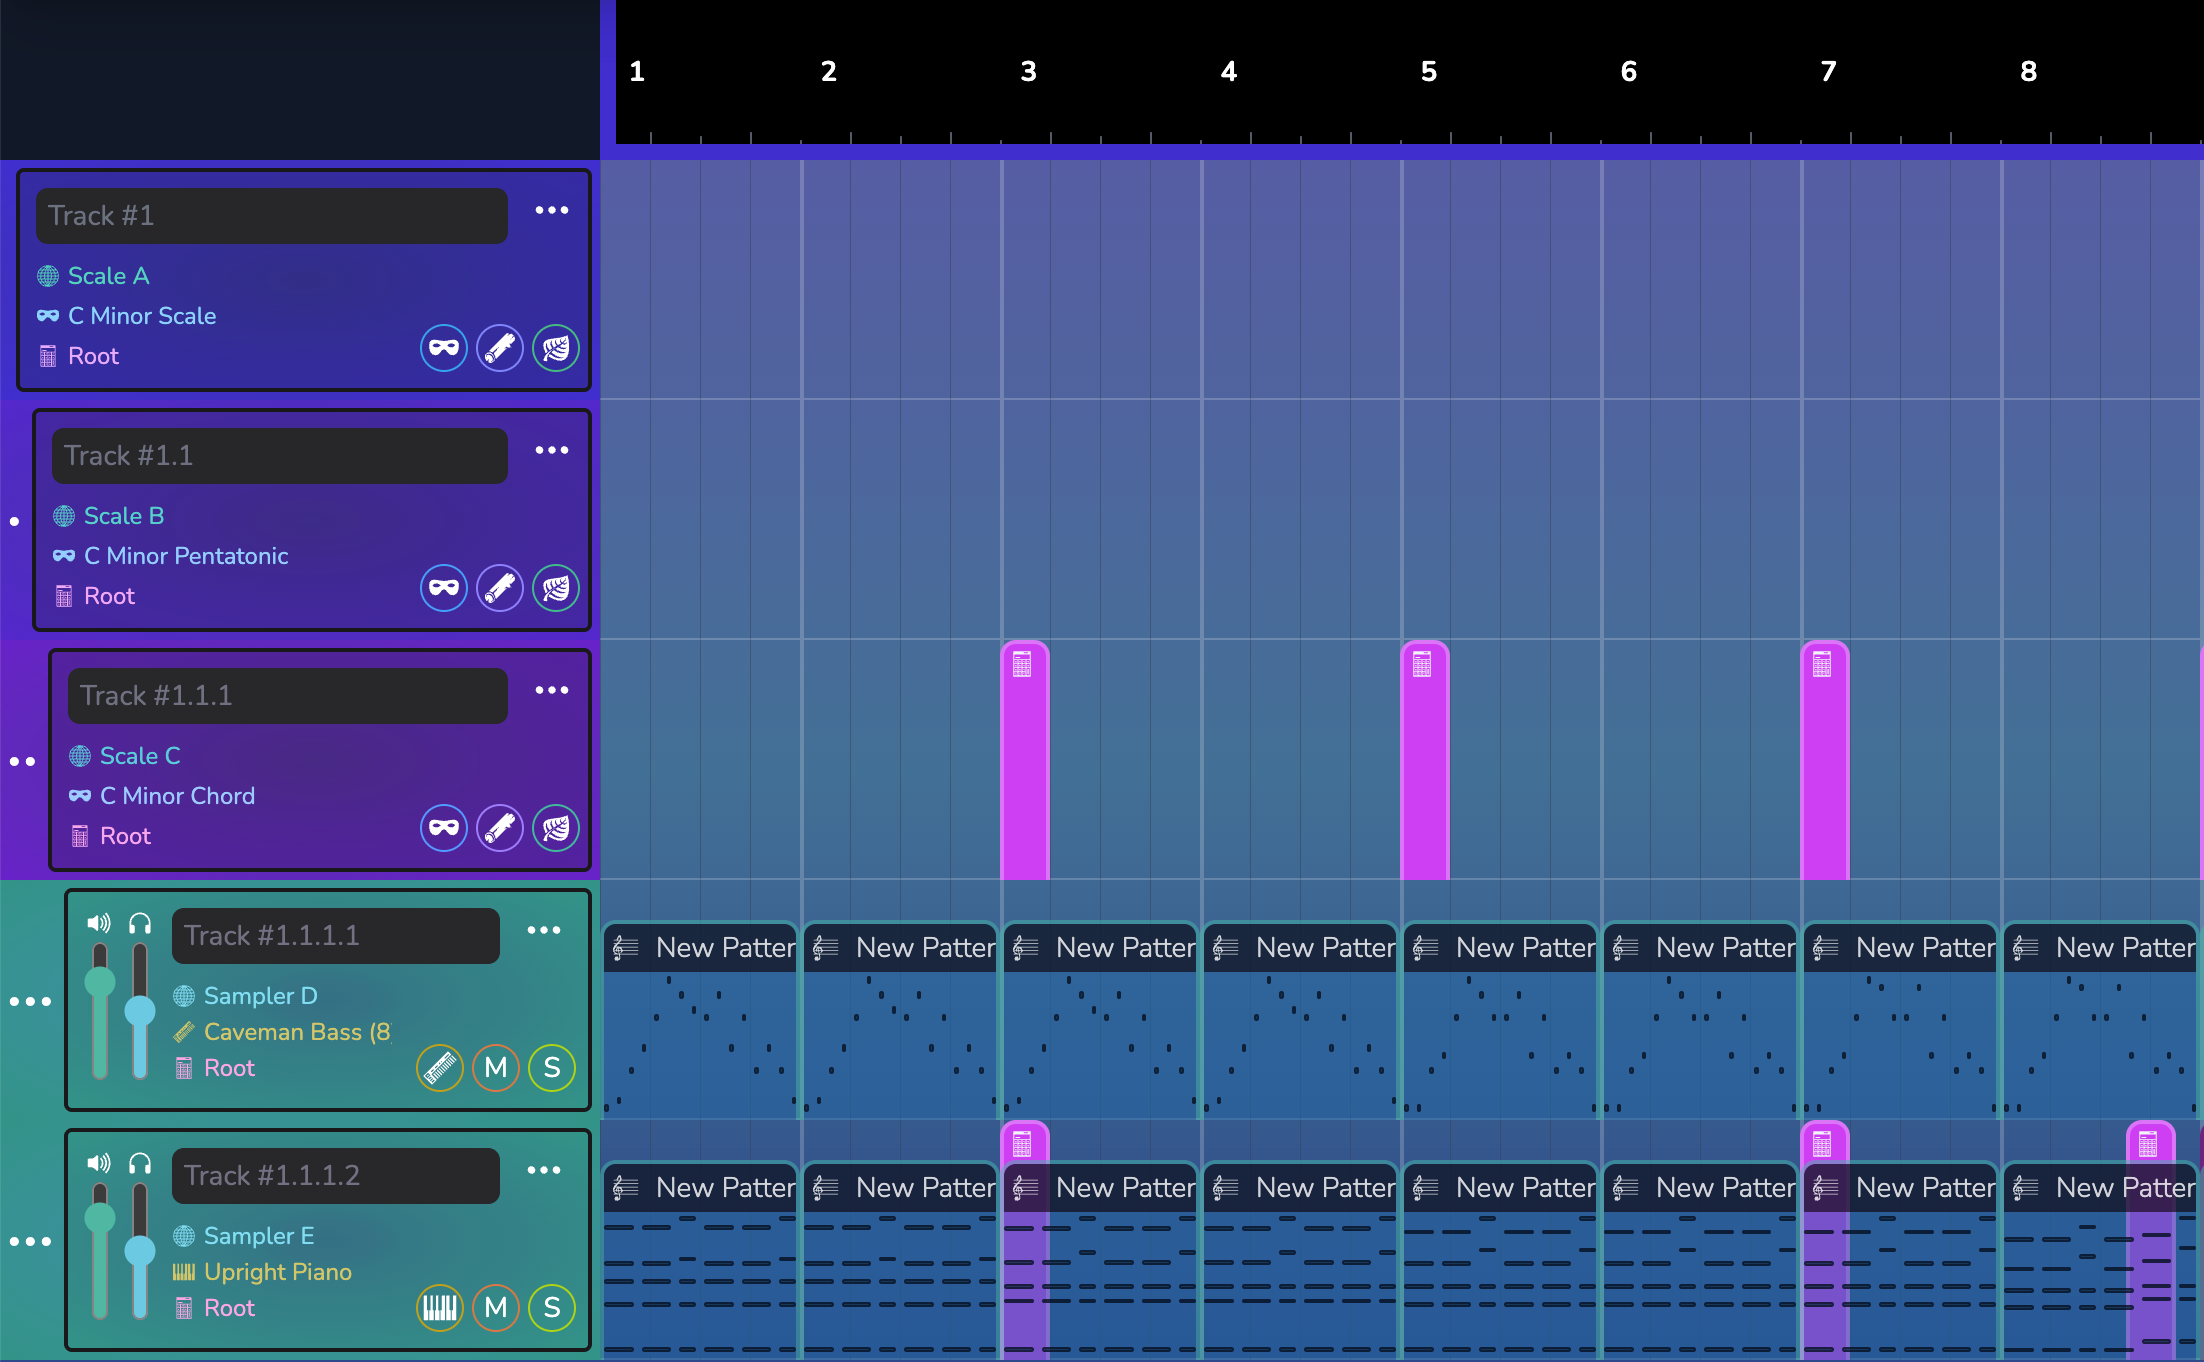 1 2 3 4 5 6 7 8
Track #1
Scale A
C Minor Scale
Root
Track #1.1
Scale B
C Minor Pentatonic
Root
Track #1.1.1
Scale C
C Minor Chord
Root
Track #1.1.1.1
Sampler D
Caveman Bass (8
Root
M S
New Patter New Patter New Patter New Patter New Patter New Patter New Patter New Patter
Track #1.1.1.2
Sampler E
Upright Piano
Root
M S
New Patter New Patter New Patter New Patter New Patter New Patter New Patter New Patter